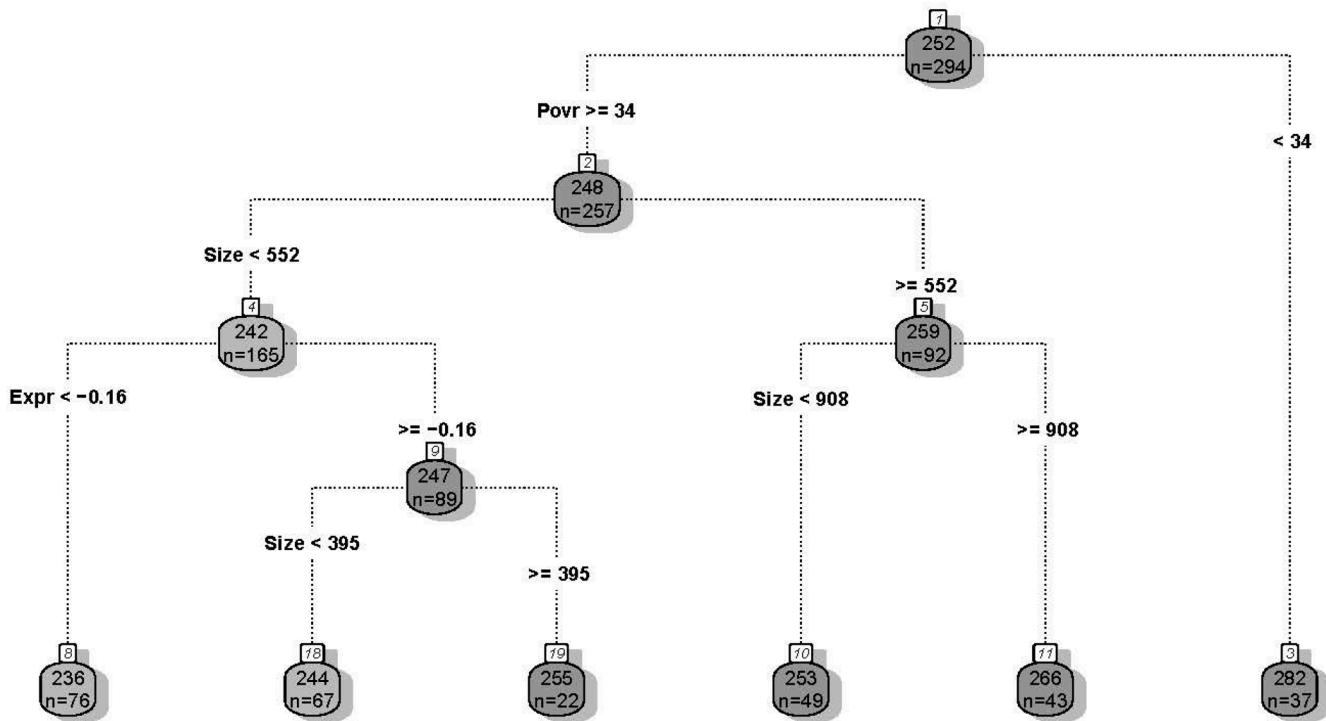 1
252
n=294
Povr >= 34
< 34
2
248
n=257
Size < 552
>= 552
4
242
n=165
5
259
n=92
Expr < −0.16
>= −0.16
Size < 908
>= 908
9
247
n=89
Size < 395
>= 395
8
236
n=76
18
244
n=67
19
255
n=22
10
253
n=49
11
266
n=43
3
282
n=37